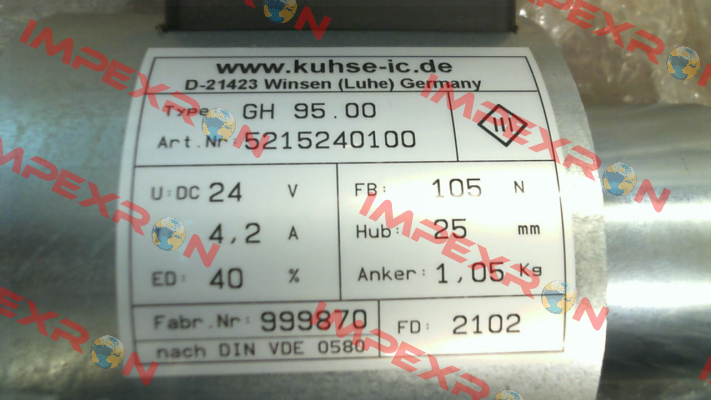 www.kuhse-ic.de
D-21423 Winsen (Luhe) Germany
Type: GH 95.00
Art.Nr: 5215240100
U: DC 24 V
4,2 A
ED: 40 %
FB: 105 N
Hub: 25 mm
Anker: 1,05 Kg
Fabr.Nr: 999870
FD: 2102
nach DIN VDE 0580
IMPEXRON
IMPEXRON
IMPEXRON
IMPEXRON
IMPEXRON
IMPEXRON